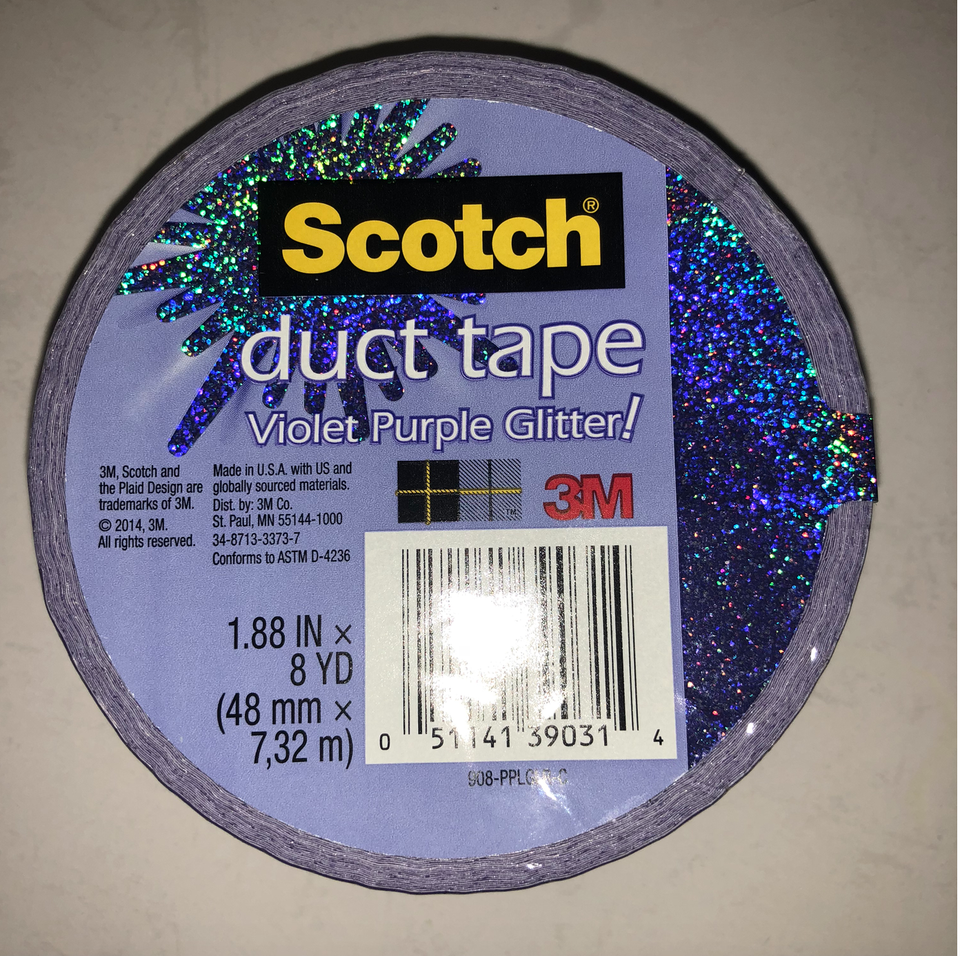 Scotch®
duct tape
Violet Purple Glitter!
3M, Scotch and
the Plaid Design are
trademarks of 3M.
© 2014, 3M.
All rights reserved.
Made in U.S.A. with US and
globally sourced materials.
Dist. by: 3M Co.
St. Paul, MN 55144-1000
34-8713-3373-7
Conforms to ASTM D-4236
™
3M
1.88 IN ×
8 YD
(48 mm ×
7,32 m)
0 51141 39031 4